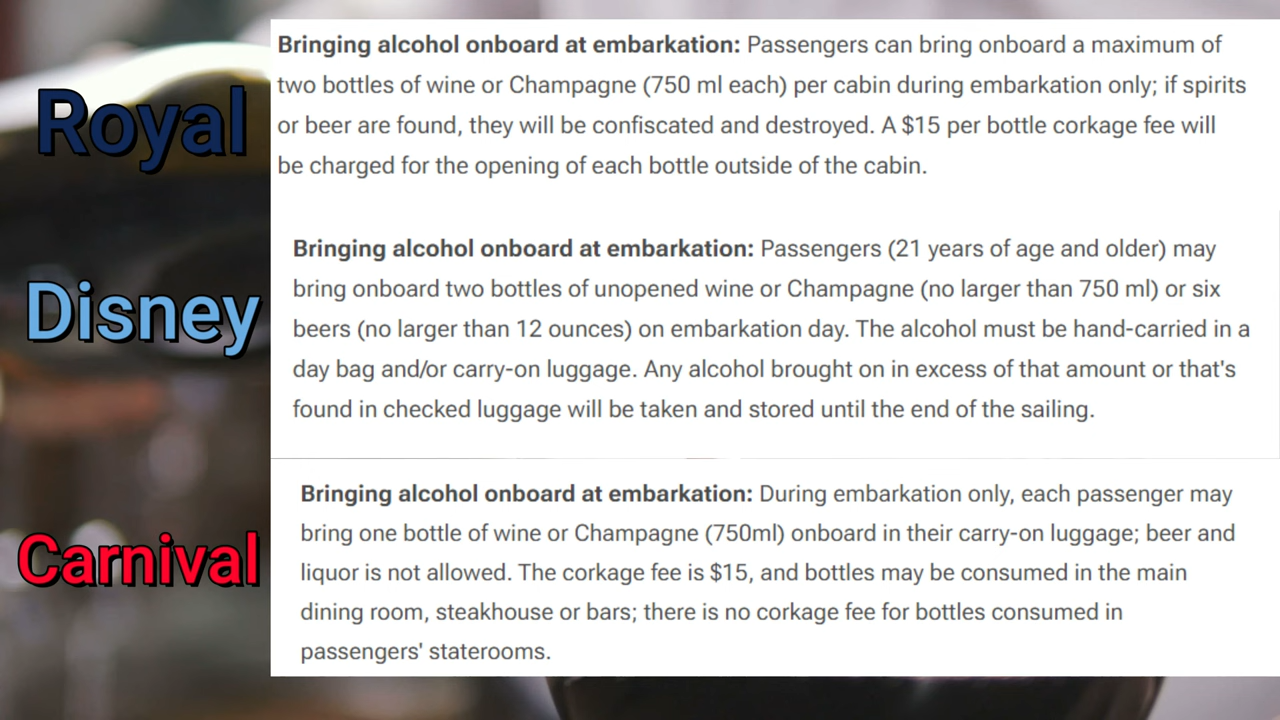 Royal
Bringing alcohol onboard at embarkation: Passengers can bring onboard a maximum of
two bottles of wine or Champagne (750 ml each) per cabin during embarkation only; if spirits
or beer are found, they will be confiscated and destroyed. A $15 per bottle corkage fee will
be charged for the opening of each bottle outside of the cabin.
Disney
Bringing alcohol onboard at embarkation: Passengers (21 years of age and older) may
bring onboard two bottles of unopened wine or Champagne (no larger than 750 ml) or six
beers (no larger than 12 ounces) on embarkation day. The alcohol must be hand-carried in a
day bag and/or carry-on luggage. Any alcohol brought on in excess of that amount or that's
found in checked luggage will be taken and stored until the end of the sailing.
Carnival
Bringing alcohol onboard at embarkation: During embarkation only, each passenger may
bring one bottle of wine or Champagne (750ml) onboard in their carry-on luggage; beer and
liquor is not allowed. The corkage fee is $15, and bottles may be consumed in the main
dining room, steakhouse or bars; there is no corkage fee for bottles consumed in
passengers' staterooms.